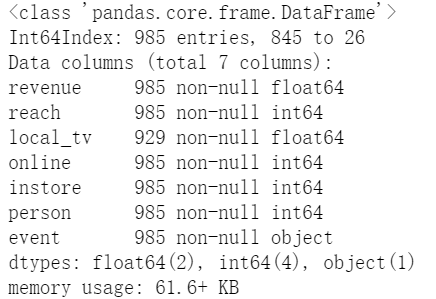 <class 'pandas.core.frame.DataFrame'>
Int64Index: 985 entries, 845 to 26
Data columns (total 7 columns):
revenue     985 non-null float64
reach       985 non-null int64
local_tv    929 non-null float64
online      985 non-null int64
instore     985 non-null int64
person      985 non-null int64
event       985 non-null object
dtypes: float64(2), int64(4), object(1)
memory usage: 61.6+ KB